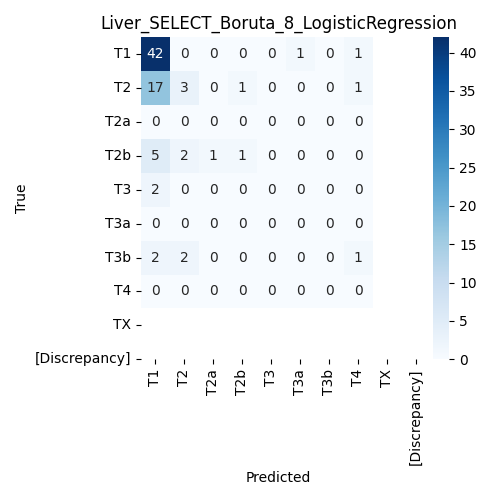 Liver_SELECT_Boruta_8_LogisticRegression
T1 42 0 0 0 0 1 0 1
T2 17 3 0 1 0 0 0 1
T2a 0 0 0 0 0 0 0 0
T2b 5 2 1 1 0 0 0 0
T3 2 0 0 0 0 0 0 0
T3a 0 0 0 0 0 0 0 0
T3b 2 2 0 0 0 0 0 1
T4 0 0 0 0 0 0 0 0
TX
[Discrepancy]
T1 T2 T2a T2b T3 T3a T3b T4 TX [Discrepancy]
Predicted
True
40
35
30
25
20
15
10
5
0